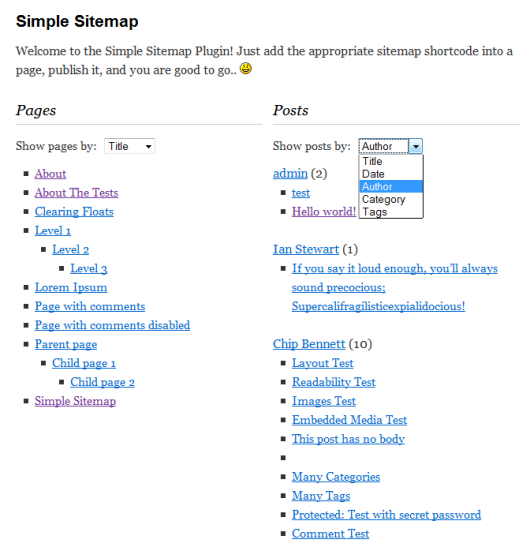 Simple Sitemap
Welcome to the Simple Sitemap Plugin! Just add the appropriate sitemap shortcode into a
page, publish it, and you are good to go..
Pages
Show pages by: Title
About
About The Tests
Clearing Floats
Level 1
Level 2
Level 3
Lorem Ipsum
Page with comments
Page with comments disabled
Parent page
Child page 1
Child page 2
Simple Sitemap
Posts
Show posts by: Author
Title
Date
Author
Category
Tags
admin (2)
test
Hello world!
Ian Stewart (1)
If you say it loud enough, you'll always
sound precocious;
Supercalifragilisticexpialidocious!
Chip Bennett (10)
Layout Test
Readability Test
Images Test
Embedded Media Test
This post has no body
Many Categories
Many Tags
Protected: Test with secret password
Comment Test